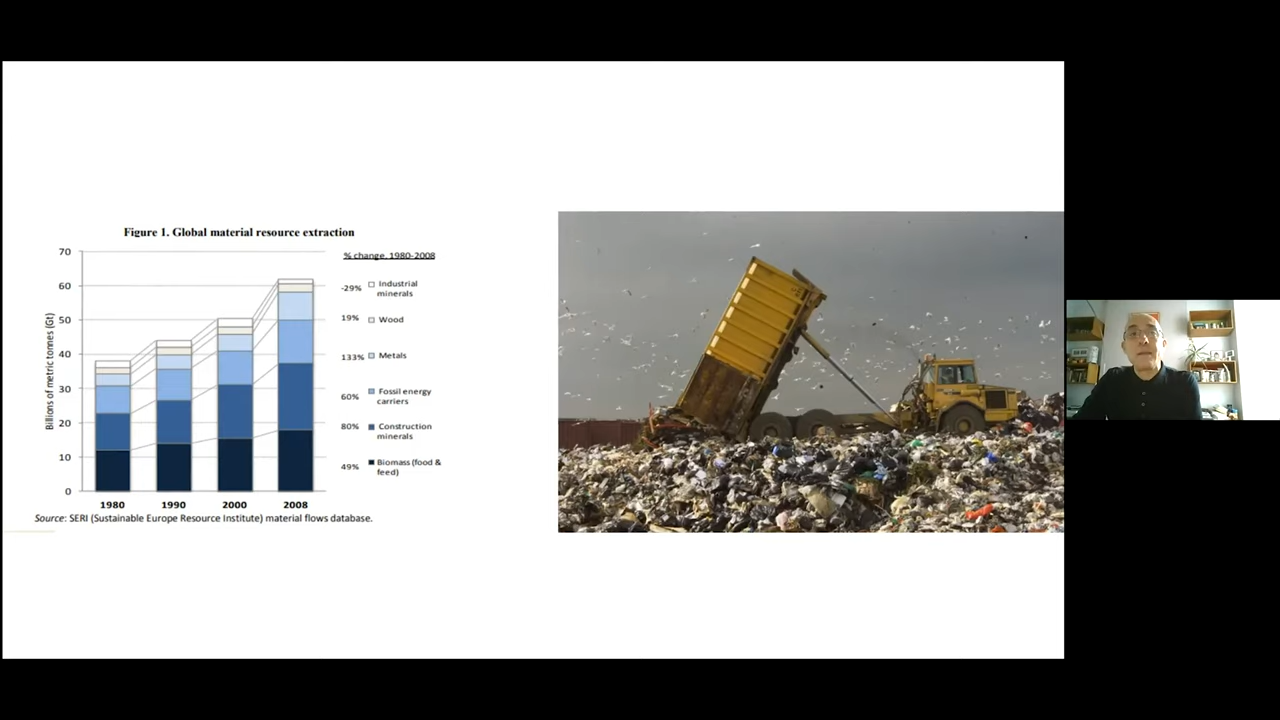 Figure 1. Global material resource extraction
% change, 1980-2008
Billions of metric tonnes (Gt)
70
60
50
40
30
20
10
0
-29% Industrial
minerals
19% Wood
133% Metals
60% Fossil energy
carriers
80% Construction
minerals
49% Biomass (food &
feed)
1980 1990 2000 2008
Source: SERI (Sustainable Europe Resource Institute) material flows database.